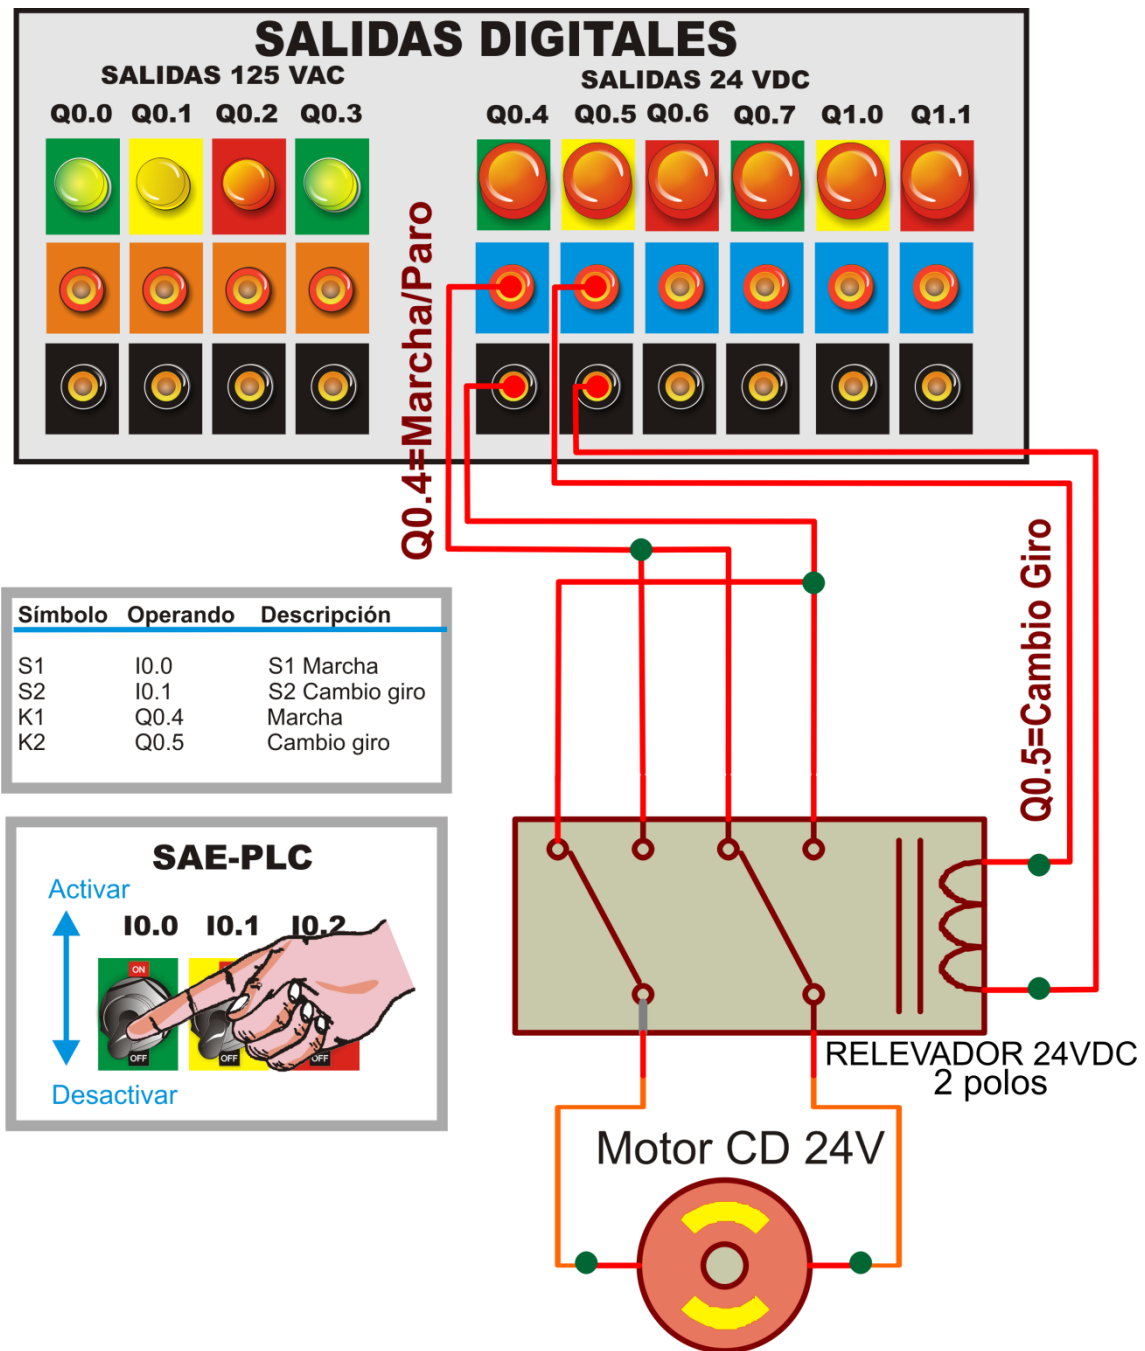 SALIDAS DIGITALES
SALIDAS 125 VAC
SALIDAS 24 VDC
Q0.0 Q0.1 Q0.2 Q0.3
Q0.4 Q0.5 Q0.6 Q0.7 Q1.0 Q1.1
Q0.4=Marcha/Paro
Q0.5=Cambio Giro
Símbolo Operando Descripción
S1 I0.0 S1 Marcha
S2 I0.1 S2 Cambio giro
K1 Q0.4 Marcha
K2 Q0.5 Cambio giro
SAE-PLC
Activar
I0.0 I0.1 I0.2
ON
OFF OFF OFF
Desactivar
RELEVADOR 24VDC
2 polos
Motor CD 24V